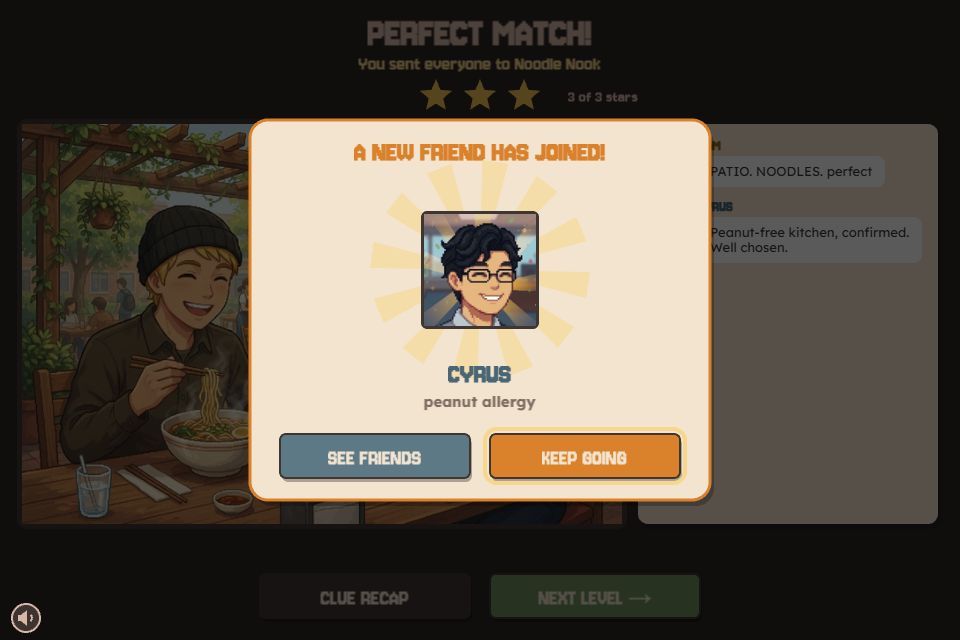 PERFECT MATCH!
You sent everyone to Noodle Nook
3 of 3 stars
A NEW FRIEND HAS JOINED!
PATIO. NOODLES. perfect
Peanut-free kitchen, confirmed.
Well chosen.
CYRUS
peanut allergy
SEE FRIENDS
KEEP GOING
CLUE RECAP
NEXT LEVEL →